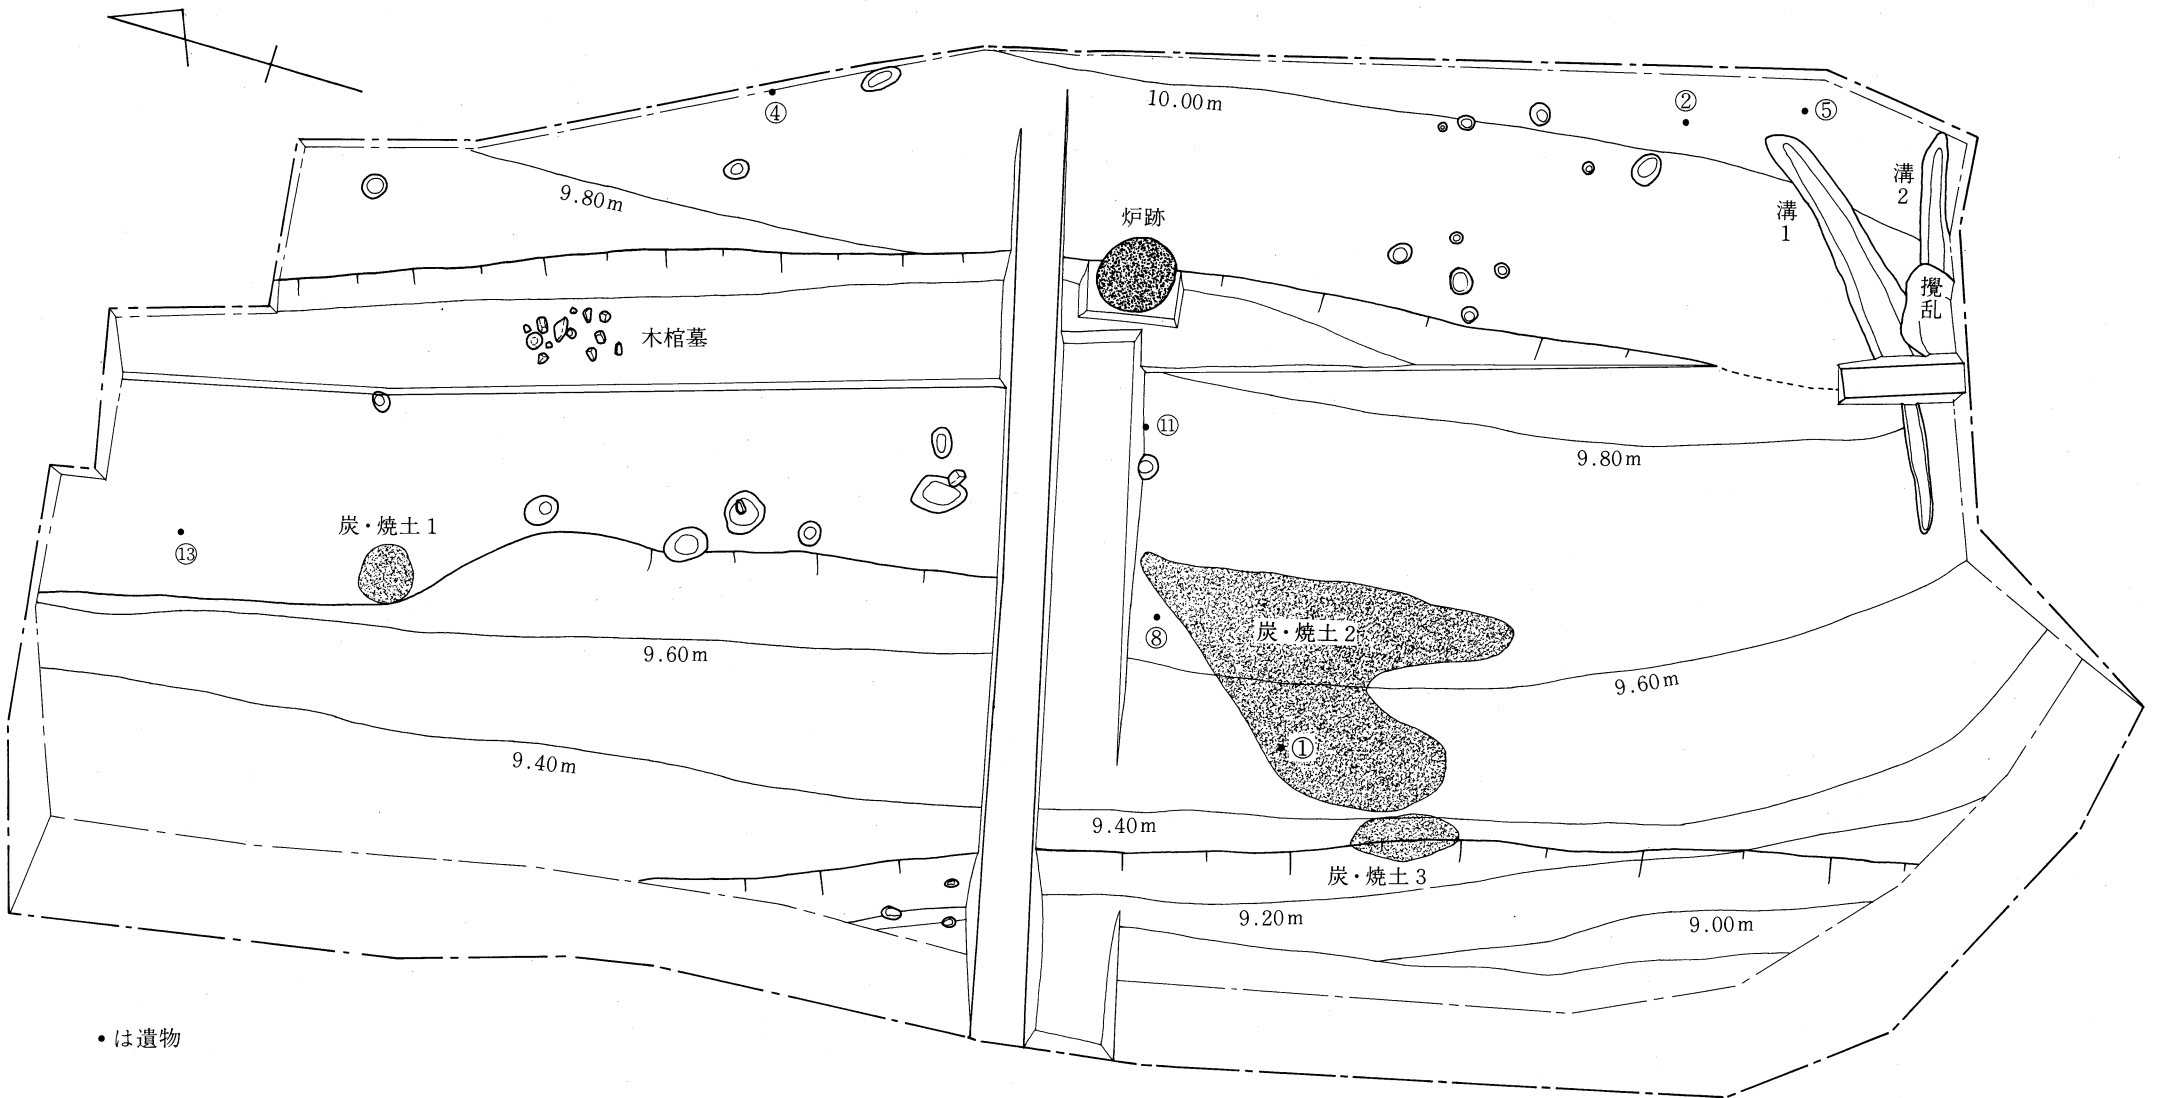 ④
10.00m
②
⑤
9.80m
炉跡
溝1
溝2
攪乱
木棺墓
⑪
9.80m
炭・焼土1
⑬
炭・焼土2
⑧
9.60m
9.60m
①
9.40m
9.40m
炭・焼土3
9.20m
9.00m
•は遺物